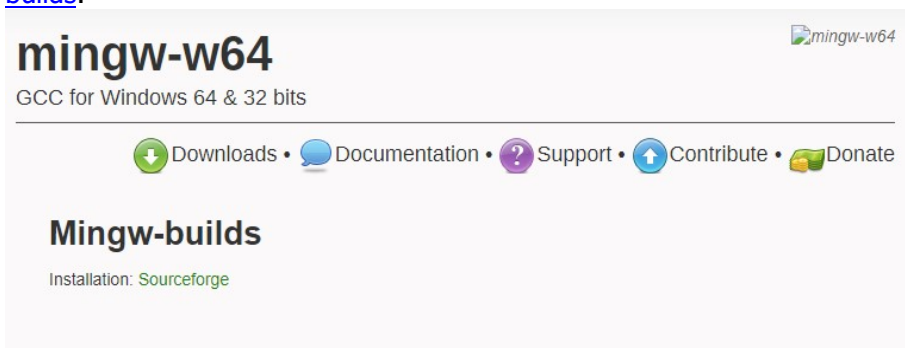 builds.
mingw-w64
mingw-w64
GCC for Windows 64 & 32 bits
Downloads • Documentation • ? Support • Contribute • Donate
Mingw-builds
Installation: Sourceforge